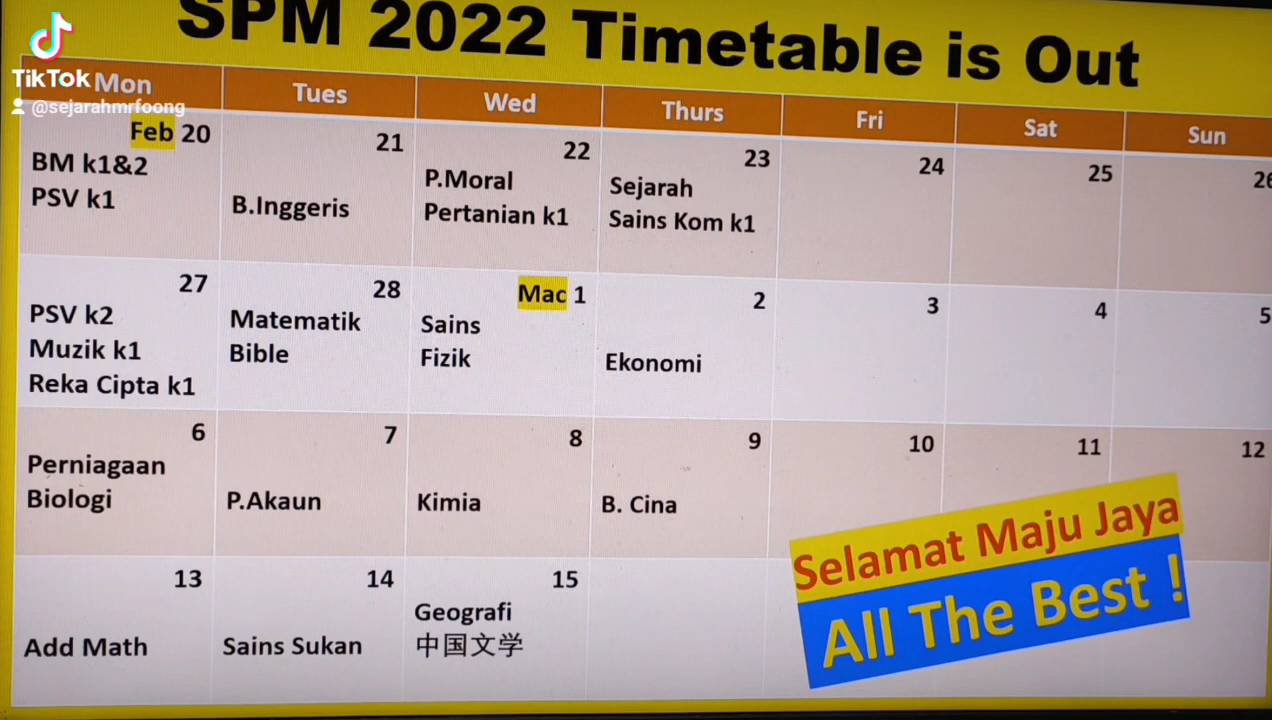 SPM 2022 Timetable is Out
TikTok
@sejarahmrfoong
Mon
Tues
Wed
Thurs
Fri
Sat
Sun
Feb 20
BM k1&2
PSV k1
21
B.Inggeris
22
P.Moral
Pertanian k1
23
Sejarah
Sains Kom k1
24
25
26
27
PSV k2
Muzik k1
Reka Cipta k1
28
Matematik
Bible
Mac 1
Sains
Fizik
2
Ekonomi
3
4
5
6
Perniagaan
Biologi
7
P.Akaun
8
Kimia
9
B. Cina
10
11
12
13
Add Math
14
Sains Sukan
15
Geografi
中国文学
Selamat Maju Jaya
All The Best !